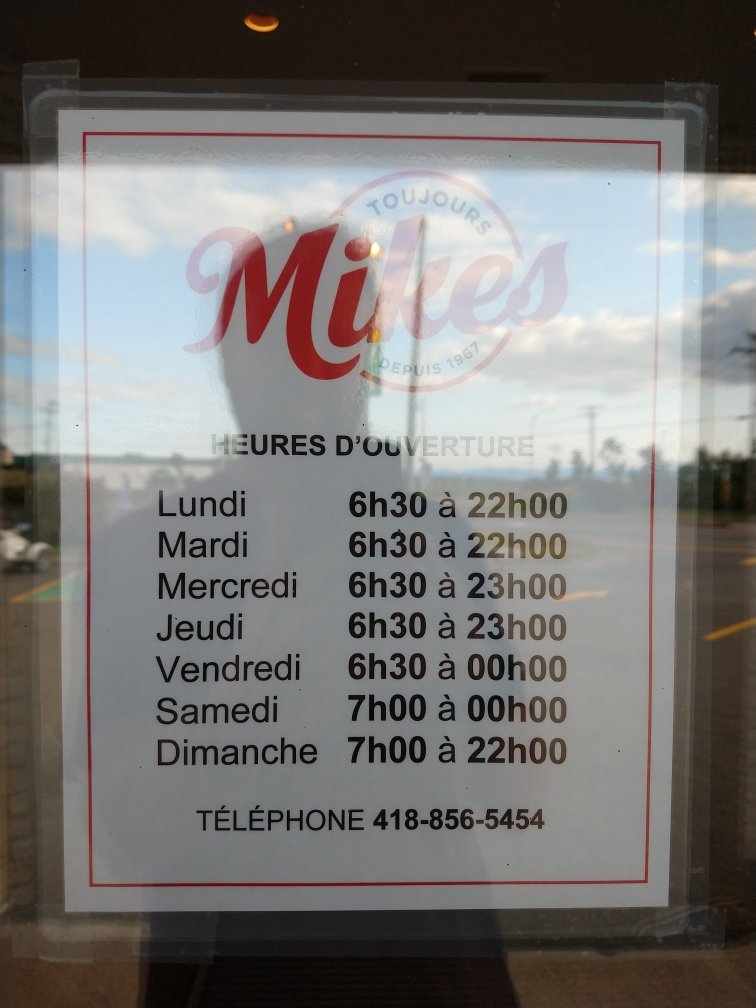 TOUJOURS
Mikes
DEPUIS 1967
HEURES D'OUVERTURE
Lundi 6h30 à 22h00
Mardi 6h30 à 22h00
Mercredi 6h30 à 23h00
Jeudi 6h30 à 23h00
Vendredi 6h30 à 00h00
Samedi 7h00 à 00h00
Dimanche 7h00 à 22h00
TÉLÉPHONE 418-856-5454